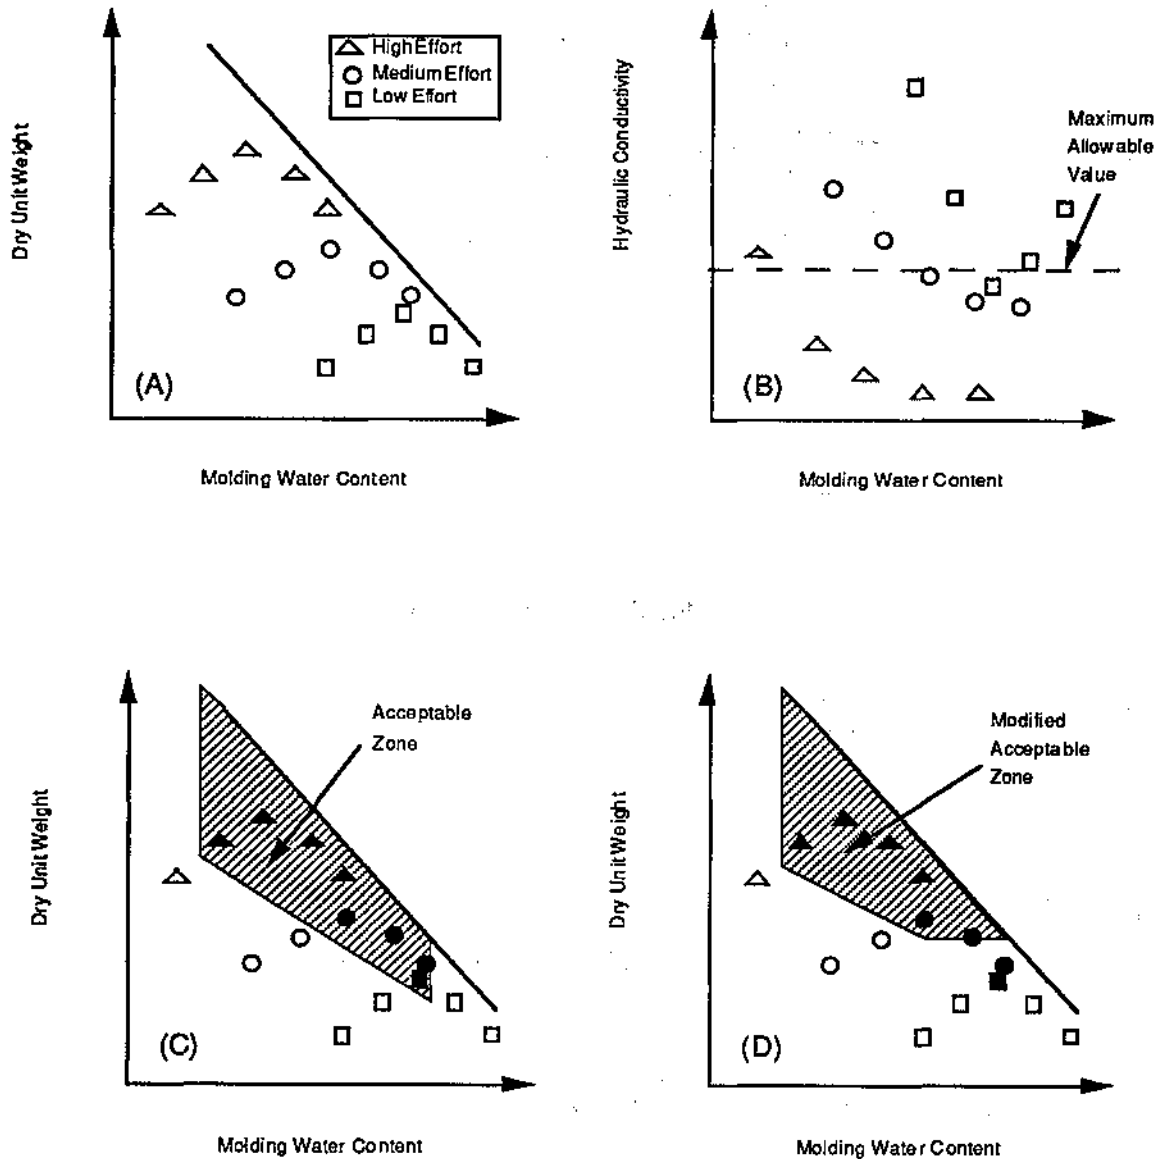 High Effort
Medium Effort
Low Effort
Dry Unit Weight
(A)
Molding Water Content
Hydraulic Conductivity
Maximum
Allowable
Value
(B)
Molding Water Content
Acceptable
Zone
Dry Unit Weight
(C)
Molding Water Content
Modified
Acceptable
Zone
Dry Unit Weight
(D)
Molding Water Content